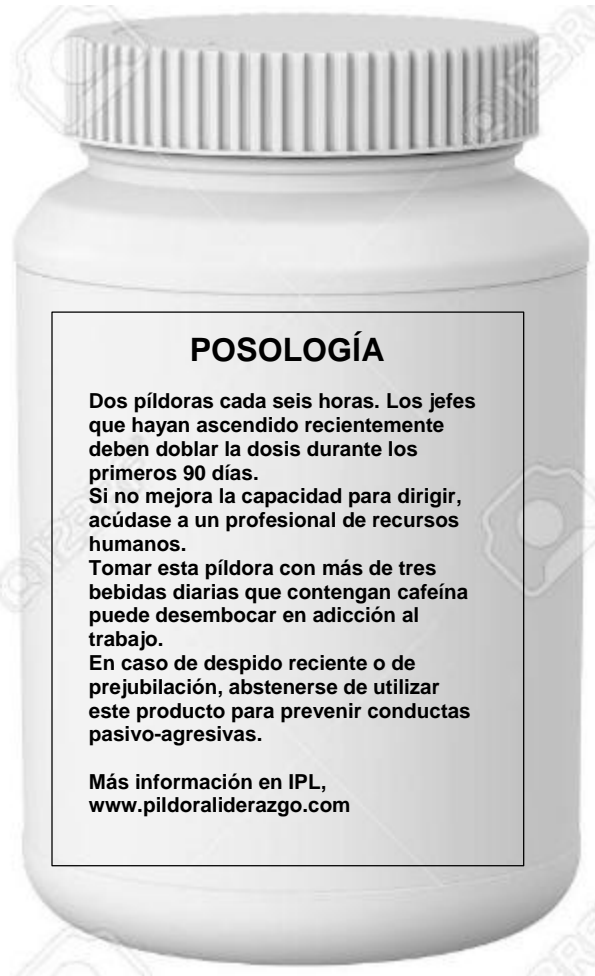 POSOLOGÍA
Dos píldoras cada seis horas. Los jefes
que hayan ascendido recientemente
deben doblar la dosis durante los
primeros 90 días.
Si no mejora la capacidad para dirigir,
acúdase a un profesional de recursos
humanos.
Tomar esta píldora con más de tres
bebidas diarias que contengan cafeína
puede desembocar en adicción al
trabajo.
En caso de despido reciente o de
prejubilación, abstenerse de utilizar
este producto para prevenir conductas
pasivo-agresivas.
Más información en IPL,
www.pildoraliderazgo.com